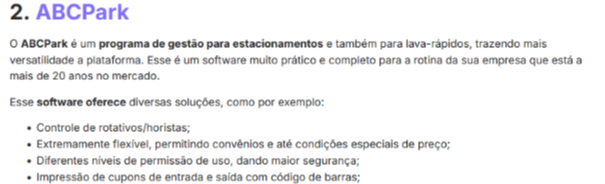 2. ABCPark
O ABCPark é um programa de gestão para estacionamentos e também para lava-rápidos, trazendo mais
versatilidade a plataforma. Esse é um software muito prático e completo para a rotina da sua empresa que está a
mais de 20 anos no mercado.
Esse software oferece diversas soluções, como por exemplo:
• Controle de rotativos/horistas;
• Extremamente flexível, permitindo convênios e até condições especiais de preço;
• Diferentes níveis de permissão de uso, dando maior segurança;
• Impressão de cupons de entrada e saída com código de barras;